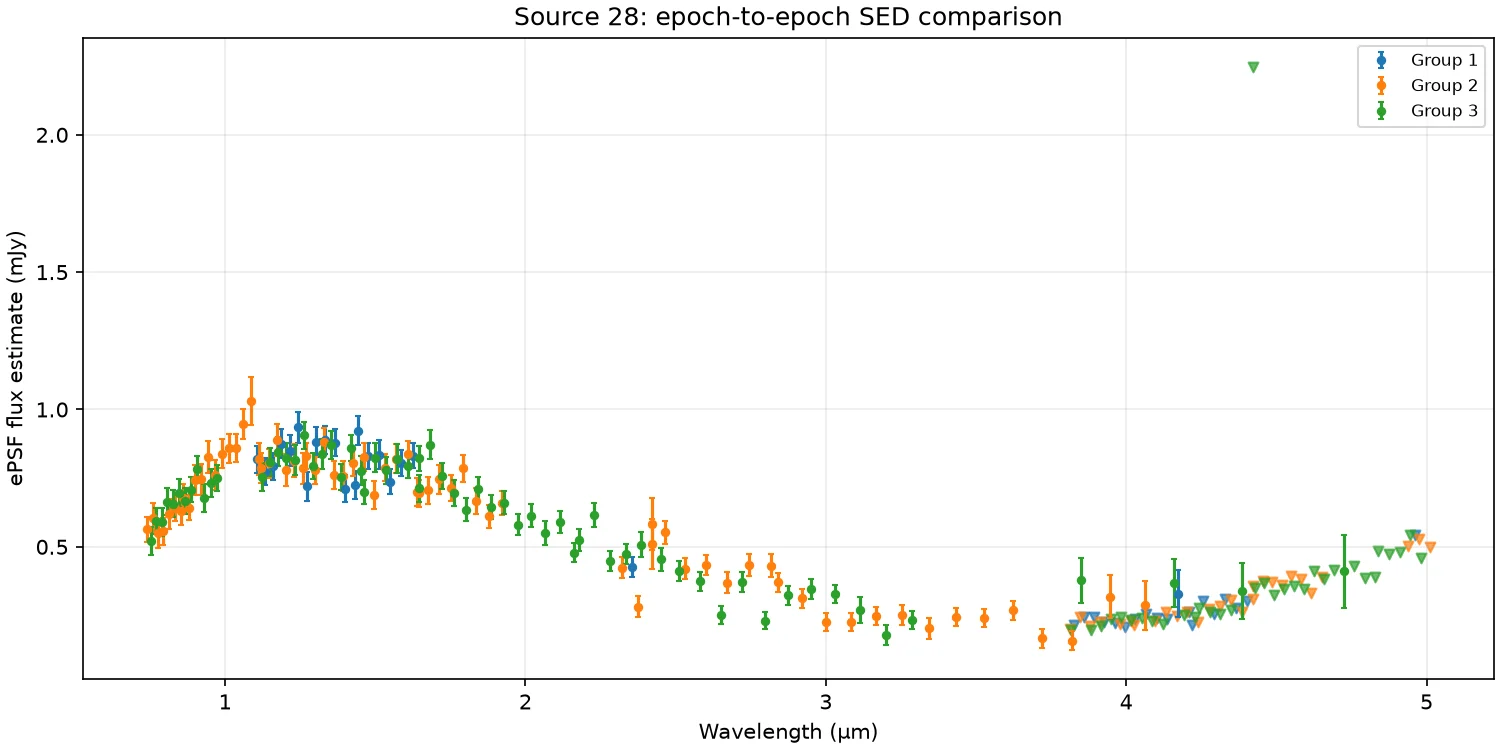 Source 28: epoch-to-epoch SED comparison
Group 1
Group 2
Group 3
ePSF flux estimate (mJy)
2.0
1.5
1.0
0.5
1 2 3 4 5
Wavelength (μm)